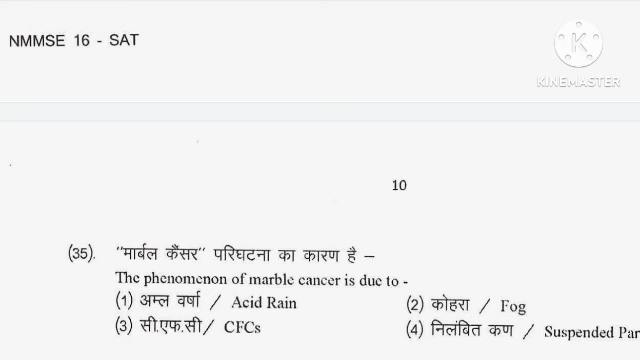 NMMSE 16 - SAT
K
KINEMASTER
10
(35). "मार्बल कैंसर" परिघटना का कारण है –
The phenomenon of marble cancer is due to -
(1) अम्ल वर्षा / Acid Rain (2) कोहरा / Fog
(3) सी.एफ.सी/ CFCs (4) निलंबित कण / Suspended Par